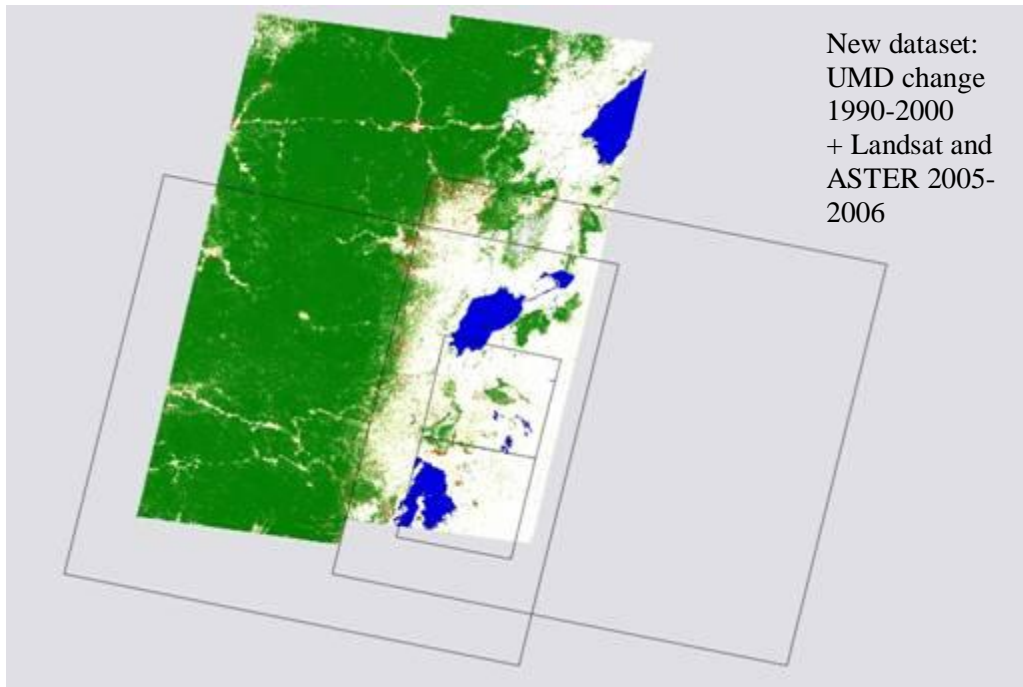 New dataset:
UMD change
1990-2000
+ Landsat and
ASTER 2005-
2006